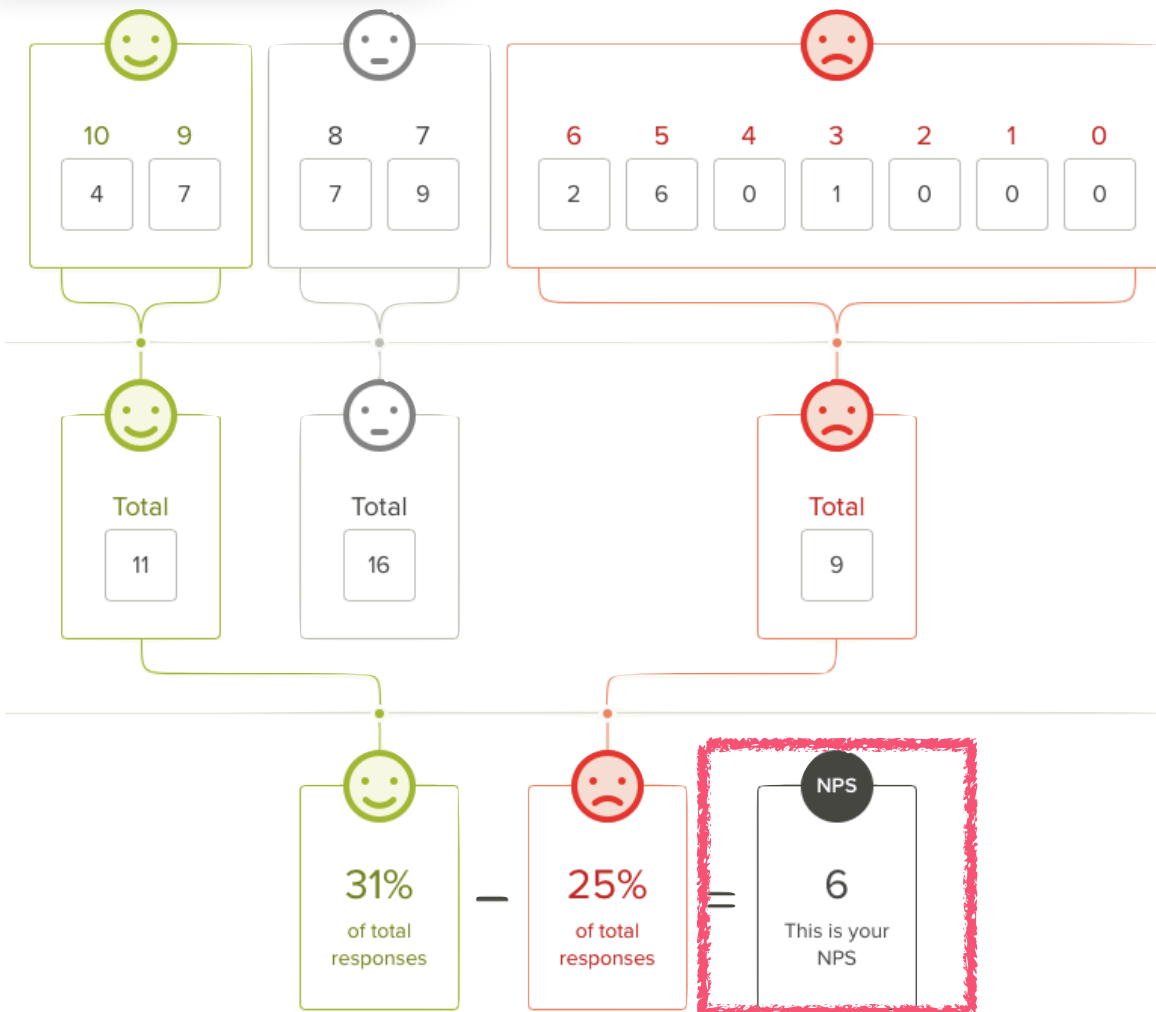 10 9 8 7 6 5 4 3 2 1 0
4 7 7 9 2 6 0 1 0 0 0
Total Total Total
11 16 9
NPS
31% — 25% = 6
of total
responses
of total
responses
This is your
NPS